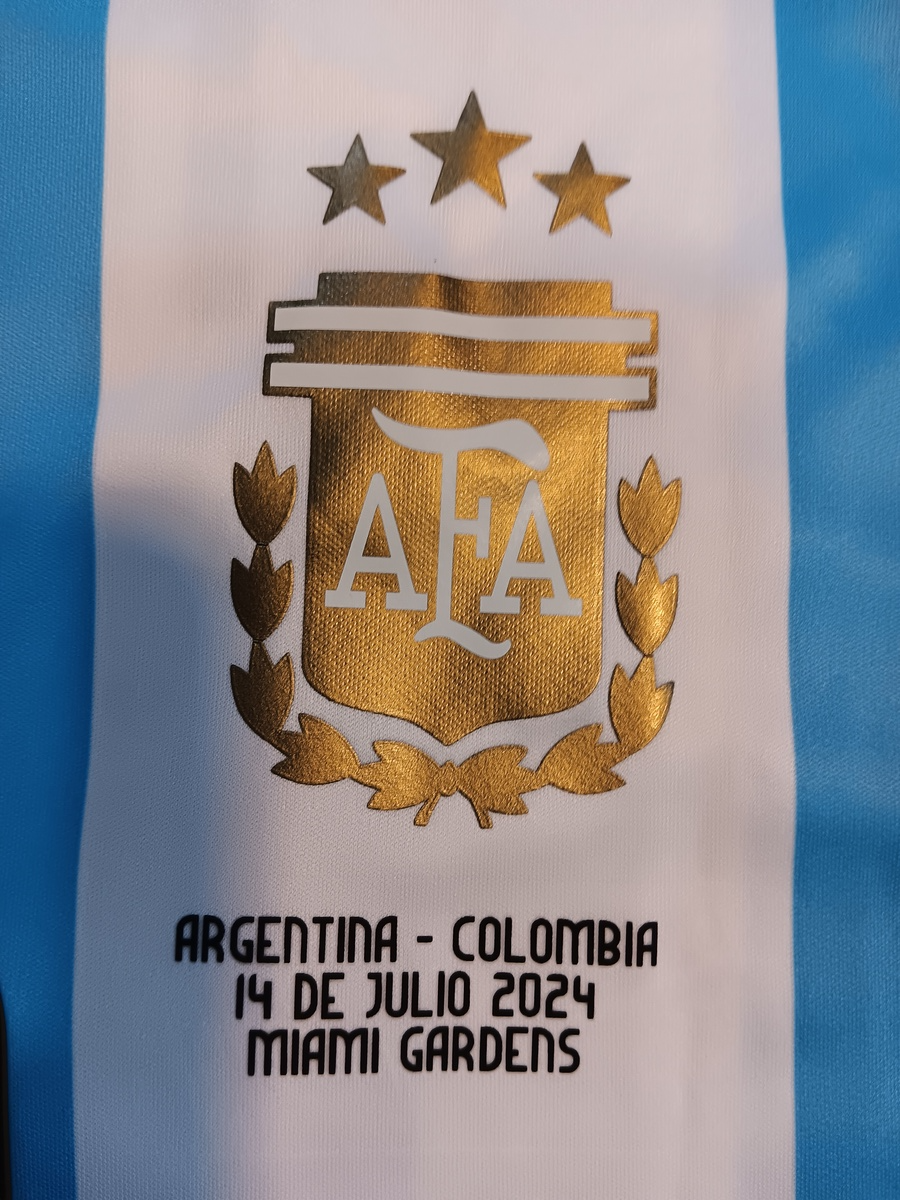 AFA
ARGENTINA - COLOMBIA
14 DE JULIO 2024
MIAMI GARDENS